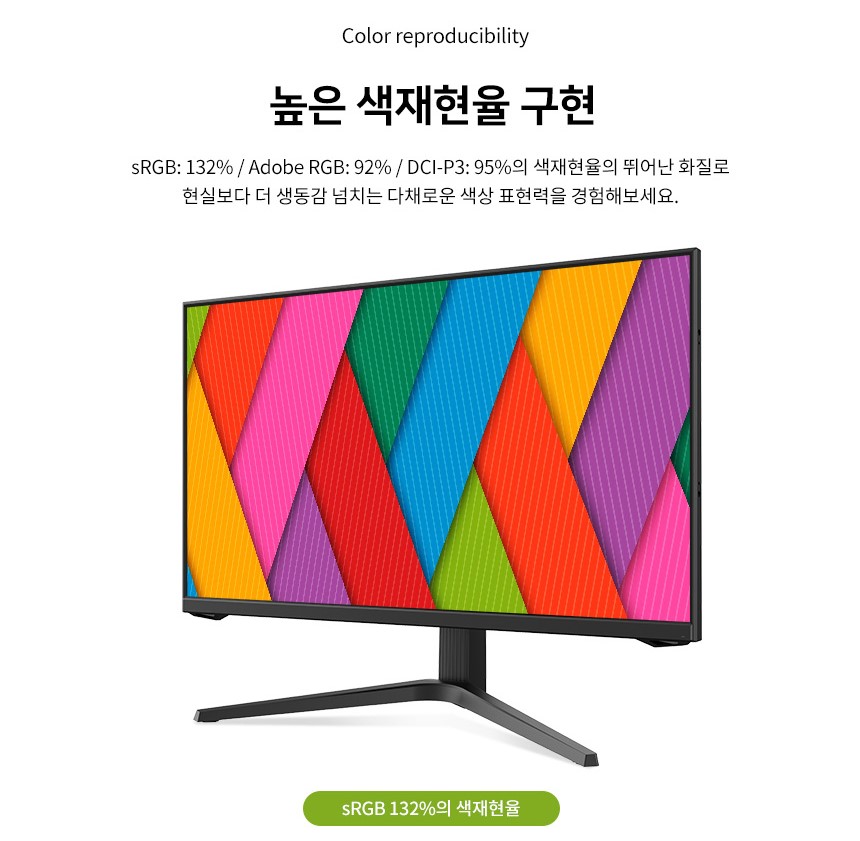 Color reproducibility
높은 색재현율 구현
sRGB: 132% / Adobe RGB: 92% / DCI-P3: 95%의 색재현율의 뛰어난 화질로
현실보다 더 생동감 넘치는 다채로운 색상 표현력을 경험해보세요.
sRGB 132%의 색재현율